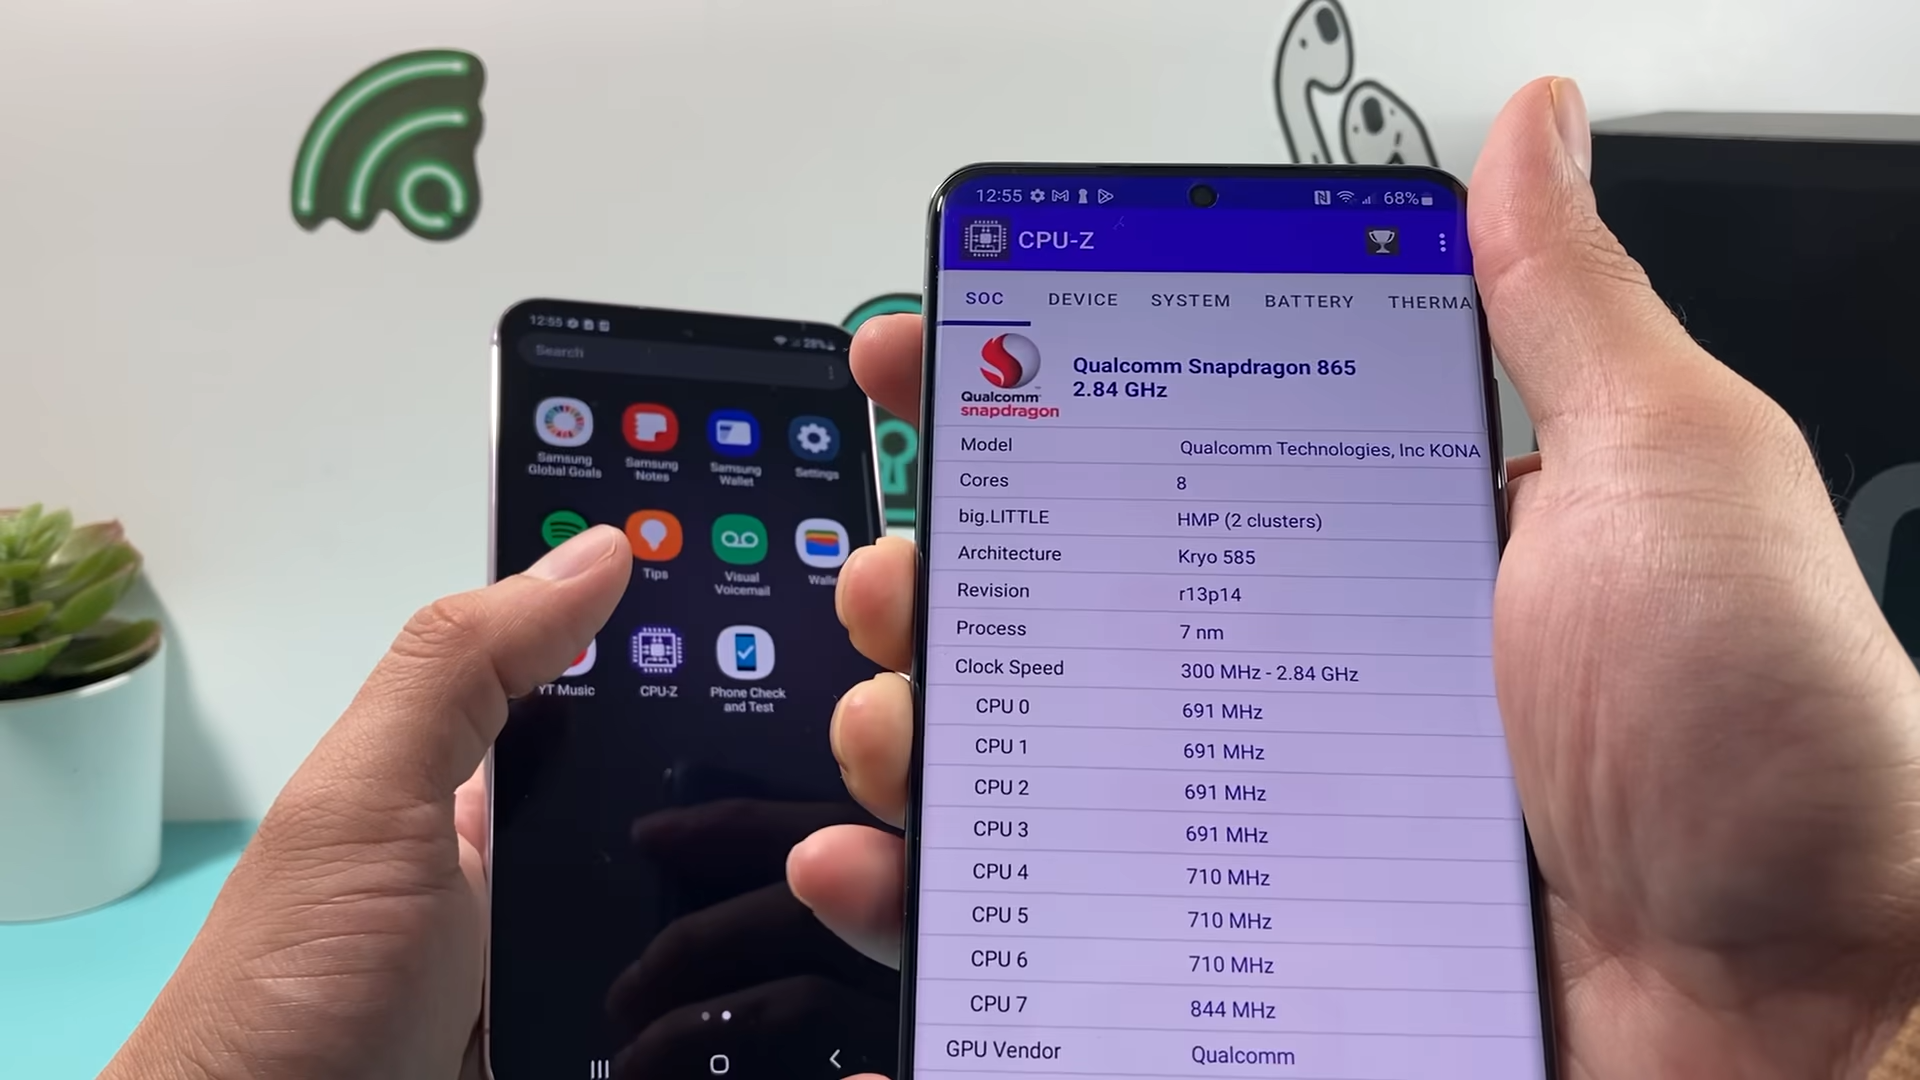 12:55
Search
28%
Samsung
Global Goals
Samsung
Notes
Samsung
Wallet
Settings
Tips
Visual
Voicemail
Walle
YT Music
CPU-Z
Phone Check
and Test
12:55
68%
CPU-Z
SOC DEVICE SYSTEM BATTERY THERMA
Qualcomm
snapdragon
Qualcomm Snapdragon 865
2.84 GHz
Model Qualcomm Technologies, Inc KONA
Cores 8
big.LITTLE HMP (2 clusters)
Architecture Kryo 585
Revision r13p14
Process 7 nm
Clock Speed 300 MHz - 2.84 GHz
CPU 0 691 MHz
CPU 1 691 MHz
CPU 2 691 MHz
CPU 3 691 MHz
CPU 4 710 MHz
CPU 5 710 MHz
CPU 6 710 MHz
CPU 7 844 MHz
GPU Vendor Qualcomm